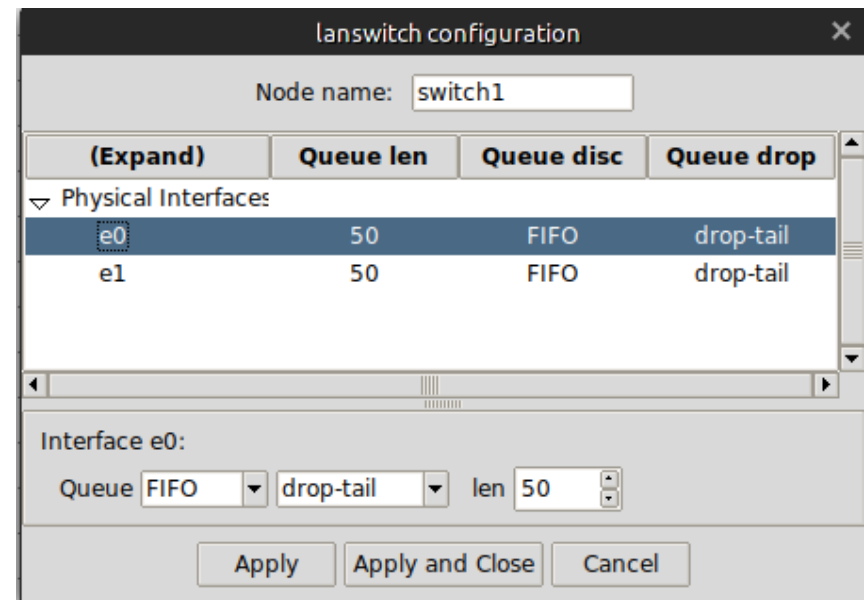 lanswitch configuration
Node name: switch1
(Expand) Queue len Queue disc Queue drop
Physical Interfaces
e0 50 FIFO drop-tail
e1 50 FIFO drop-tail
Interface e0:
Queue FIFO drop-tail len 50
Apply Apply and Close Cancel